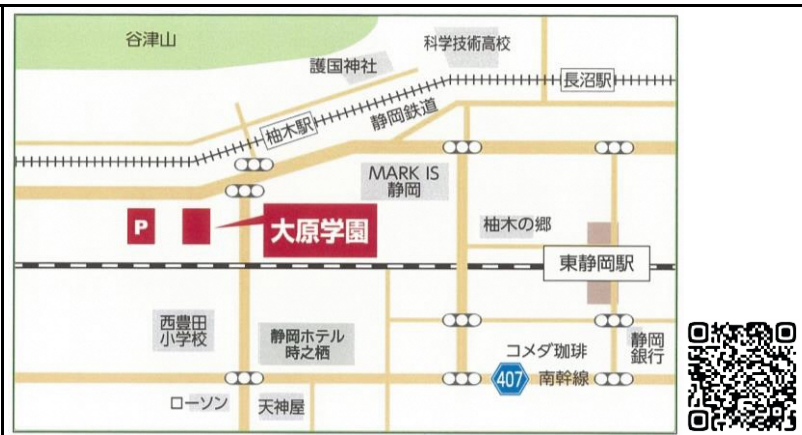 谷津山
科学技術高校
護国神社
長沼駅
静岡鉄道
柚木駅
MARK IS
静岡
P
大原学園
柚木の郷
東静岡駅
西豊田
小学校
静岡ホテル
時之栖
コメダ珈琲
静岡
銀行
407
南幹線
ローソン
天神屋